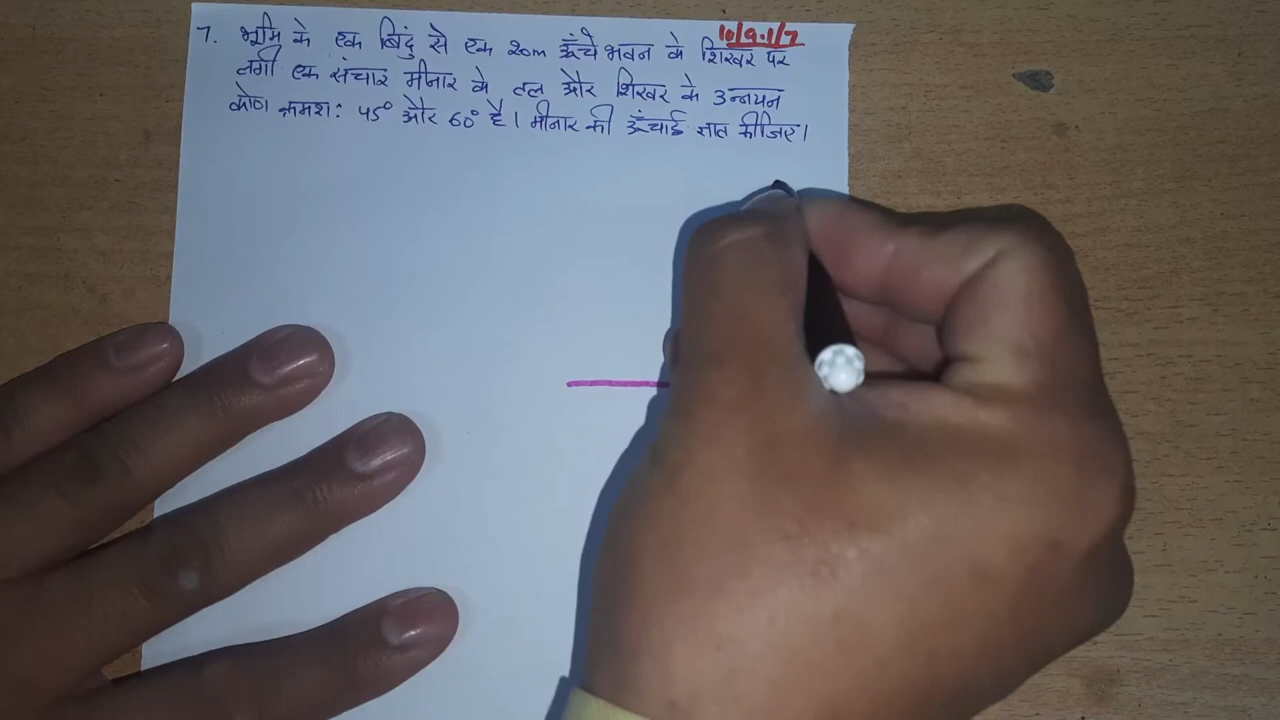 10/9.1/7
7. भूमि के एक बिंदु से एक 20m ऊँचे भवन के शिखर पर
लगी एक संचार मीनार के तल और शिखर के उन्नयन
कोण क्रमश: 45° और 60° है। मीनार की ऊँचाई ज्ञात कीजिए।